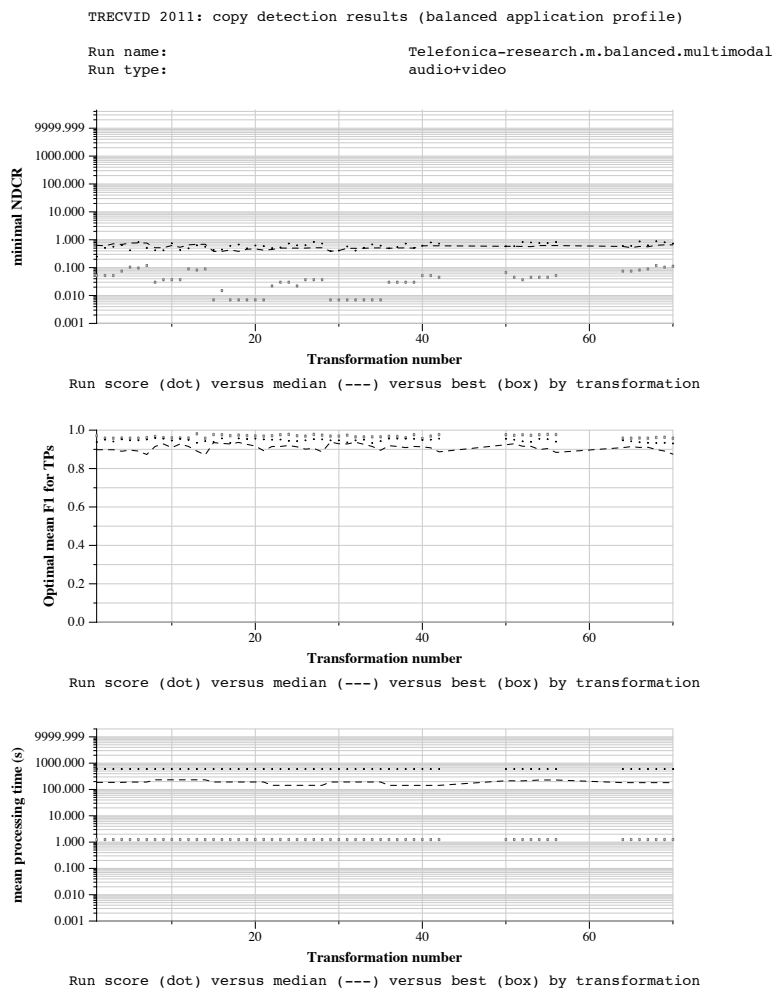 TRECVID 2011: copy detection results (balanced application profile)
Run name: Telefonica-research.m.balanced.multimodal
Run type: audio+video
9999.999
1000.000
100.000
10.000
1.000
0.100
0.010
0.001
minimal NDCR
20 40 60
Transformation number
Run score (dot) versus median (---) versus best (box) by transformation
1.0
0.8
0.6
0.4
0.2
0.0
Optimal mean F1 for TPs
20 40 60
Transformation number
Run score (dot) versus median (---) versus best (box) by transformation
9999.999
1000.000
100.000
10.000
1.000
0.100
0.010
0.001
mean processing time (s)
20 40 60
Transformation number
Run score (dot) versus median (---) versus best (box) by transformation